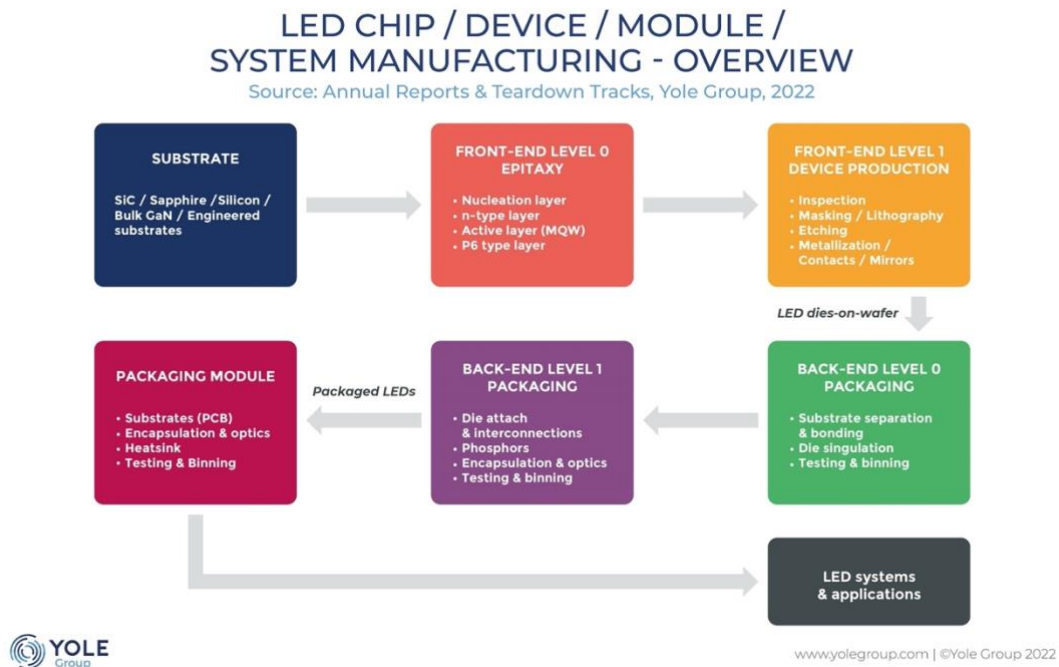 LED CHIP / DEVICE / MODULE /
SYSTEM MANUFACTURING - OVERVIEW
Source: Annual Reports & Teardown Tracks, Yole Group, 2022
SUBSTRATE
SiC / Sapphire /Silicon /
Bulk GaN / Engineered
substrates
FRONT-END LEVEL 0
EPITAXY
• Nucleation layer
• n-type layer
• Active layer (MQW)
• P6 type layer
FRONT-END LEVEL 1
DEVICE PRODUCTION
• Inspection
• Masking / Lithography
• Etching
• Metallization /
Contacts / Mirrors
LED dies-on-wafer
BACK-END LEVEL 0
PACKAGING
• Substrate separation
& bonding
• Die singulation
• Testing & binning
BACK-END LEVEL 1
PACKAGING
• Die attach
& interconnections
• Phosphors
• Encapsulation & optics
• Testing & binning
Packaged LEDs
PACKAGING MODULE
• Substrates (PCB)
• Encapsulation & optics
• Heatsink
• Testing & Binning
LED systems
& applications
YOLE
Group
www.yolegroup.com | ©Yole Group 2022